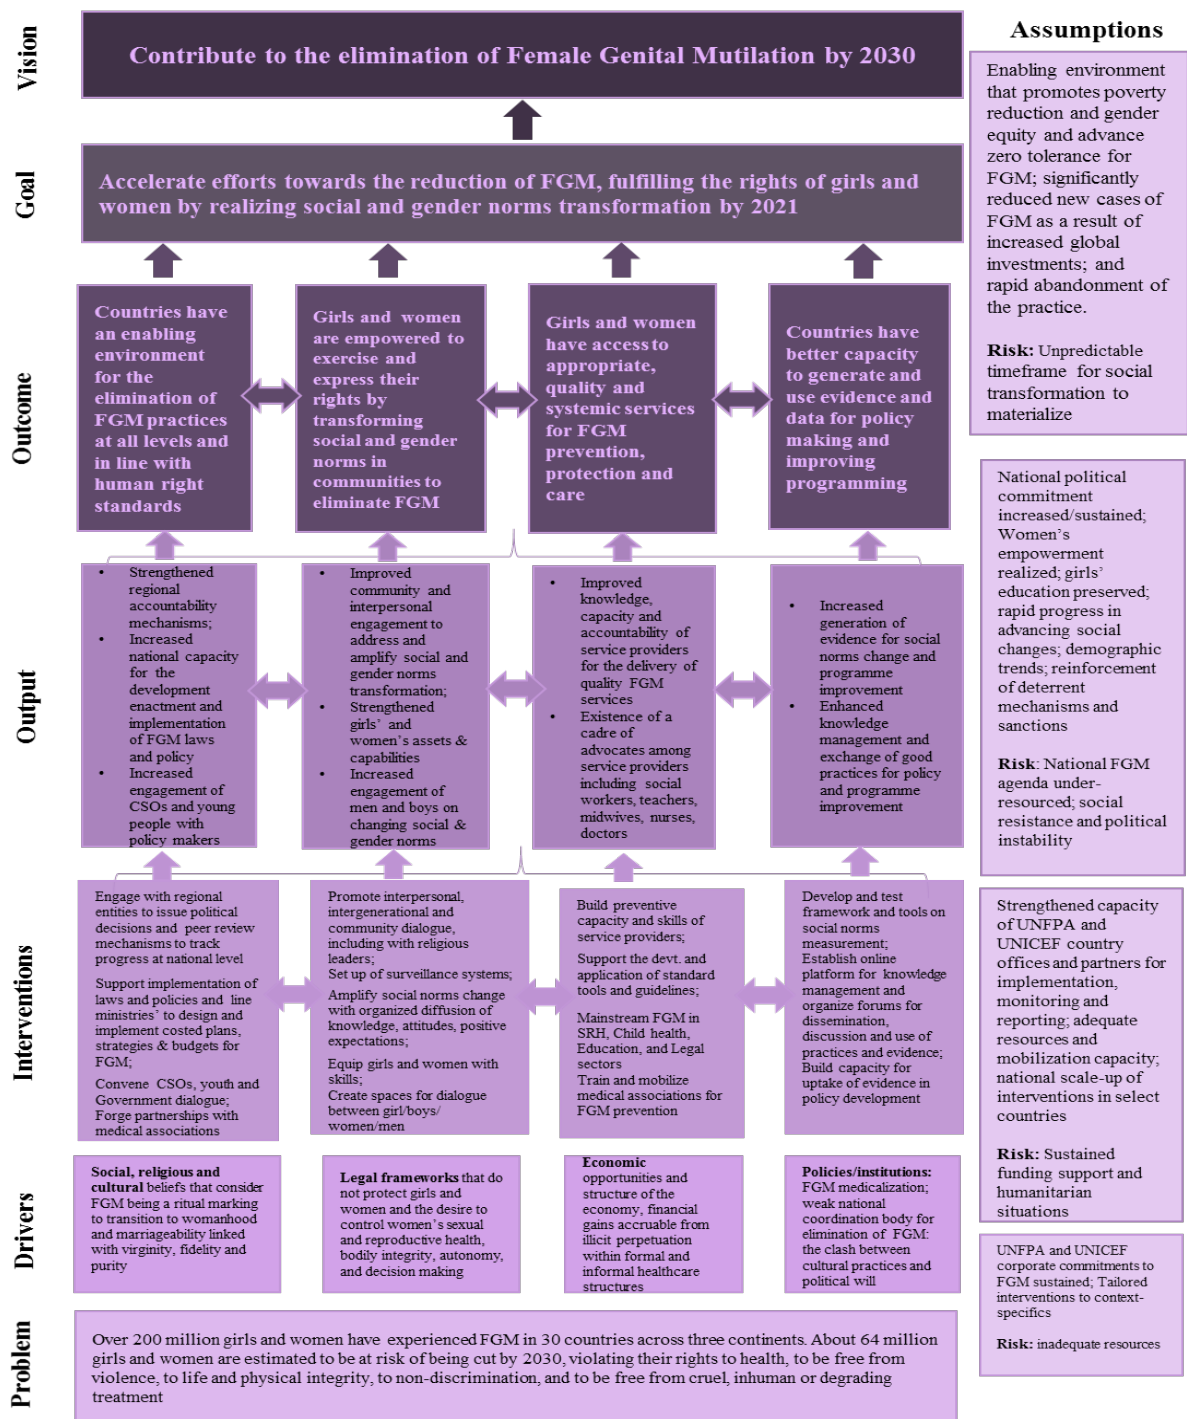 Vision
Contribute to the elimination of Female Genital Mutilation by 2030
Goal
Accelerate efforts towards the reduction of FGM, fulfilling the rights of girls and
women by realizing social and gender norms transformation by 2021
Outcome
Countries have
an enabling
environment
for the
elimination of
FGM practices
at all levels and
in line with
human right
standards
Girls and women
are empowered to
exercise and
express their
rights by
transforming
social and gender
norms in
communities to
eliminate FGM
Girls and women
have access to
appropriate,
quality and
systemic services
for FGM
prevention,
protection and
care
Countries have
better capacity
to generate and
use evidence and
data for policy
making and
improving
programming
Output
• Strengthened
regional
accountability
mechanisms;
• Increased
national capacity
for the
development
enactment and
implementation
of FGM laws
and policy
• Increased
engagement of
CSOs and young
people with
policy makers
• Improved
community and
interpersonal
engagement to
address and
amplify social and
gender norms
transformation;
• Strengthened
girls’ and
women’s assets &
capabilities
• Increased
engagement of
men and boys on
changing social &
gender norms
• Improved
knowledge,
capacity and
accountability of
service providers
for the delivery of
quality FGM
services
• Existence of a
cadre of
advocates among
service providers
including social
workers, teachers,
midwives, nurses,
doctors
• Increased
generation of
evidence for social
norms change and
programme
improvement
• Enhanced
knowledge
management and
exchange of good
practices for policy
and programme
improvement
Interventions
Engage with regional
entities to issue political
decisions and peer review
mechanisms to track
progress at national level
Support implementation of
laws and policies and line
ministries’ to design and
implement costed plans,
strategies & budgets for
FGM;
Convene CSOs, youth and
Government dialogue;
Forge partnerships with
medical associations
Promote interpersonal,
intergenerational and
community dialogue,
including with religious
leaders;
Set up of surveillance systems;
Amplify social norms change
with organized diffusion of
knowledge, attitudes, positive
expectations;
Equip girls and women with
skills;
Create spaces for dialogue
between girl/boys/
women/men
Build preventive
capacity and skills of
service providers;
Support the devt. and
application of standard
tools and guidelines;
Mainstream FGM in
SRH, Child health,
Education, and Legal
sectors
Train and mobilize
medical associations for
FGM prevention
Develop and test
framework and tools on
social norms
measurement;
Establish online
platform for knowledge
management and
organize forums for
dissemination,
discussion and use of
practices and evidence;
Build capacity for
uptake of evidence in
policy development
Drivers
Social, religious and
cultural beliefs that consider
FGM being a ritual marking
to transition to womanhood
and marriageability linked
with virginity, fidelity and
purity
Legal frameworks that do
not protect girls and
women and the desire to
control women’s sexual
and reproductive health,
bodily integrity, autonomy,
and decision making
Economic
opportunities and
structure of the
economy, financial
gains accruable from
illicit perpetuation
within formal and
informal healthcare
structures
Policies/institutions:
FGM medicalization;
weak national
coordination body for
elimination of FGM:
the clash between
cultural practices and
political will
Problem
Over 200 million girls and women have experienced FGM in 30 countries across three continents. About 64 million
girls and women are estimated to be at risk of being cut by 2030, violating their rights to health, to be free from
violence, to life and physical integrity, to non-discrimination, and to be free from cruel, inhuman or degrading
treatment
Assumptions
Enabling environment
that promotes poverty
reduction and gender
equity and advance
zero tolerance for
FGM; significantly
reduced new cases of
FGM as a result of
increased global
investments; and
rapid abandonment of
the practice.
Risk: Unpredictable
timeframe for social
transformation to
materialize
National political
commitment
increased/sustained;
Women’s
empowerment
realized; girls’
education preserved;
rapid progress in
advancing social
changes; demographic
trends; reinforcement
of deterrent
mechanisms and
sanctions
Risk: National FGM
agenda under-
resourced; social
resistance and political
instability
Strengthened capacity
of UNFPA and
UNICEF country
offices and partners for
implementation,
monitoring and
reporting; adequate
resources and
mobilization capacity;
national scale-up of
interventions in select
countries
Risk: Sustained
funding support and
humanitarian
situations
UNFPA and UNICEF
corporate commitments to
FGM sustained; Tailored
interventions to context-
specifics
Risk: inadequate resources